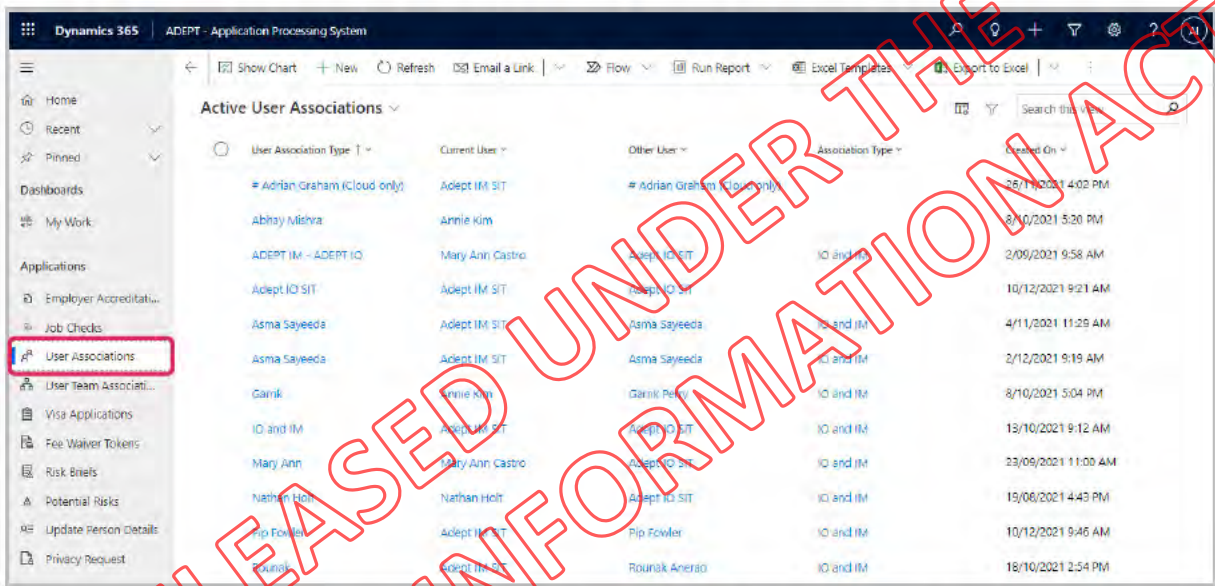 Dynamics 365 ADEPT - Application Processing System ? AI
Show Chart New Refresh Email a Link Flow Run Report Excel Templates Export to Excel
Home
Recent
Pinned
Dashboards
My Work
Applications
Employer Accreditati...
Job Checks
User Associations
User Team Associati...
Visa Applications
Fee Waiver Tokens
Risk Briefs
Potential Risks
Update Person Details
Privacy Request
Active User Associations Search this view
User Association Type Current User Other User Association Type Created On
# Adrian Graham (Cloud only) Adept IM SIT # Adrian Graham (Cloud only) 26/11/2021 4:02 PM
Abhay Mishra Annie Kim 8/10/2021 5:20 PM
ADEPT IM - ADEPT IO Mary Ann Castro Adept IO SIT IO and IM 2/09/2021 9:58 AM
Adept IO SIT Adept IM SIT Adept IO SIT 10/12/2021 9:21 AM
Asma Sayeeda Adept IM SIT Asma Sayeeda IO and IM 4/11/2021 11:29 AM
Asma Sayeeda Adept IM SIT Asma Sayeeda IO and IM 2/12/2021 9:19 AM
Garrik Annie Kim Garrik Perry IO and IM 8/10/2021 5:04 PM
IO and IM Adept IM SIT Adept IO SIT IO and IM 13/10/2021 9:12 AM
Mary Ann Mary Ann Castro Adept IO SIT IO and IM 23/09/2021 11:00 AM
Nathan Holt Nathan Holt Adept IO SIT IO and IM 19/08/2021 4:43 PM
Pip Fowler Adept IM SIT Pip Fowler IO and IM 10/12/2021 9:46 AM
Rounak Adept IM SIT Rounak Anerao IO and IM 18/10/2021 2:54 PM
LEASED UNDER THE
INFORMATION ACT